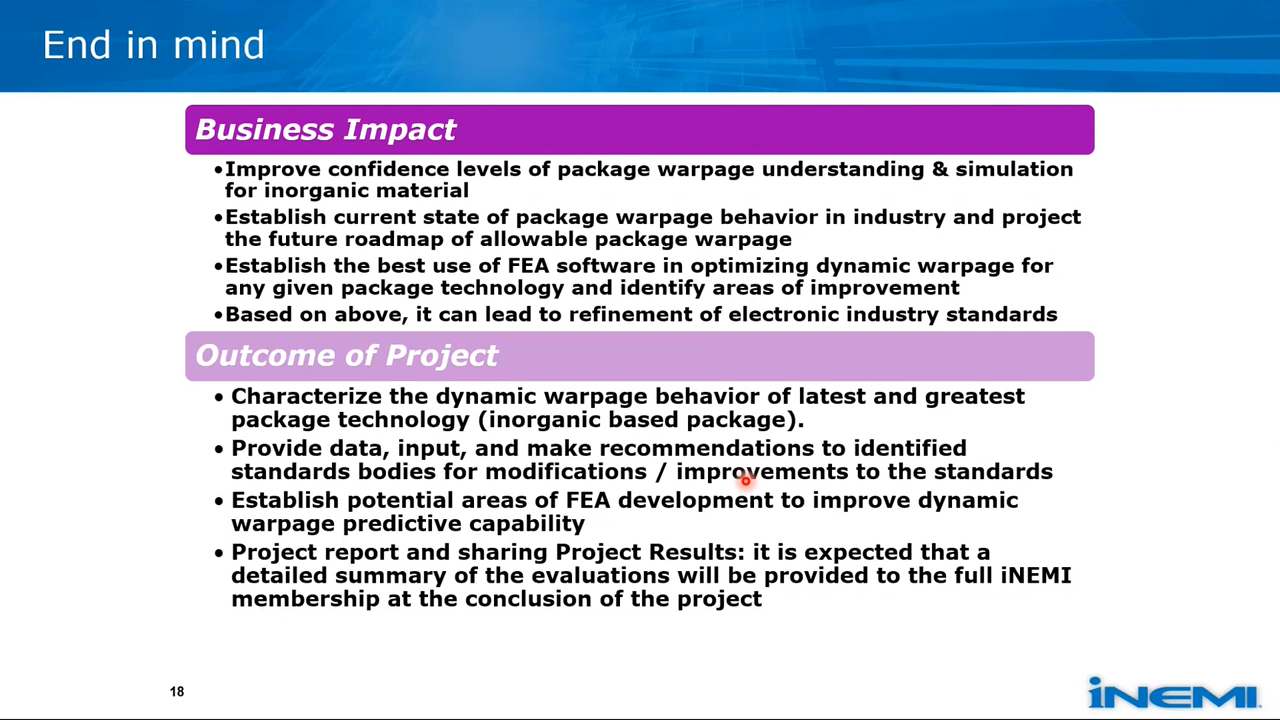 End in mind
Business Impact
•Improve confidence levels of package warpage understanding & simulation
for inorganic material
•Establish current state of package warpage behavior in industry and project
the future roadmap of allowable package warpage
•Establish the best use of FEA software in optimizing dynamic warpage for
any given package technology and identify areas of improvement
•Based on above, it can lead to refinement of electronic industry standards
Outcome of Project
• Characterize the dynamic warpage behavior of latest and greatest
package technology (inorganic based package).
• Provide data, input, and make recommendations to identified
standards bodies for modifications / improvements to the standards
• Establish potential areas of FEA development to improve dynamic
warpage predictive capability
• Project report and sharing Project Results: it is expected that a
detailed summary of the evaluations will be provided to the full iNEMI
membership at the conclusion of the project
18
iNEMI